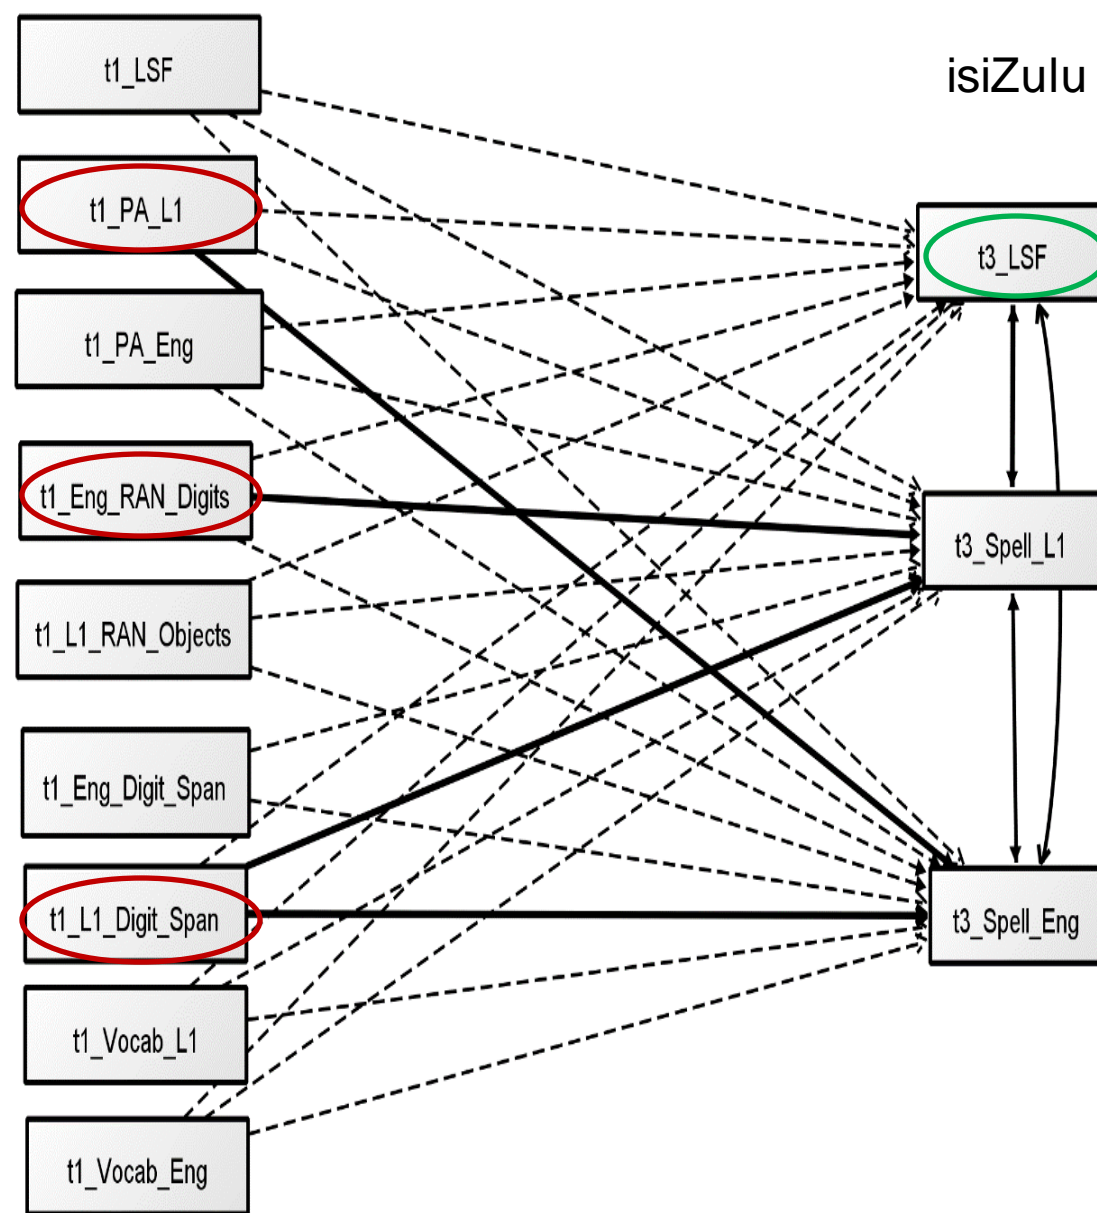 t1_LSF
isiZulu
t1_PA_L1
t3_LSF
t1_PA_Eng
t1_Eng_RAN_Digits
t3_Spell_L1
t1_L1_RAN_Objects
t1_Eng_Digit_Span
t1_L1_Digit_Span
t3_Spell_Eng
t1_Vocab_L1
t1_Vocab_Eng